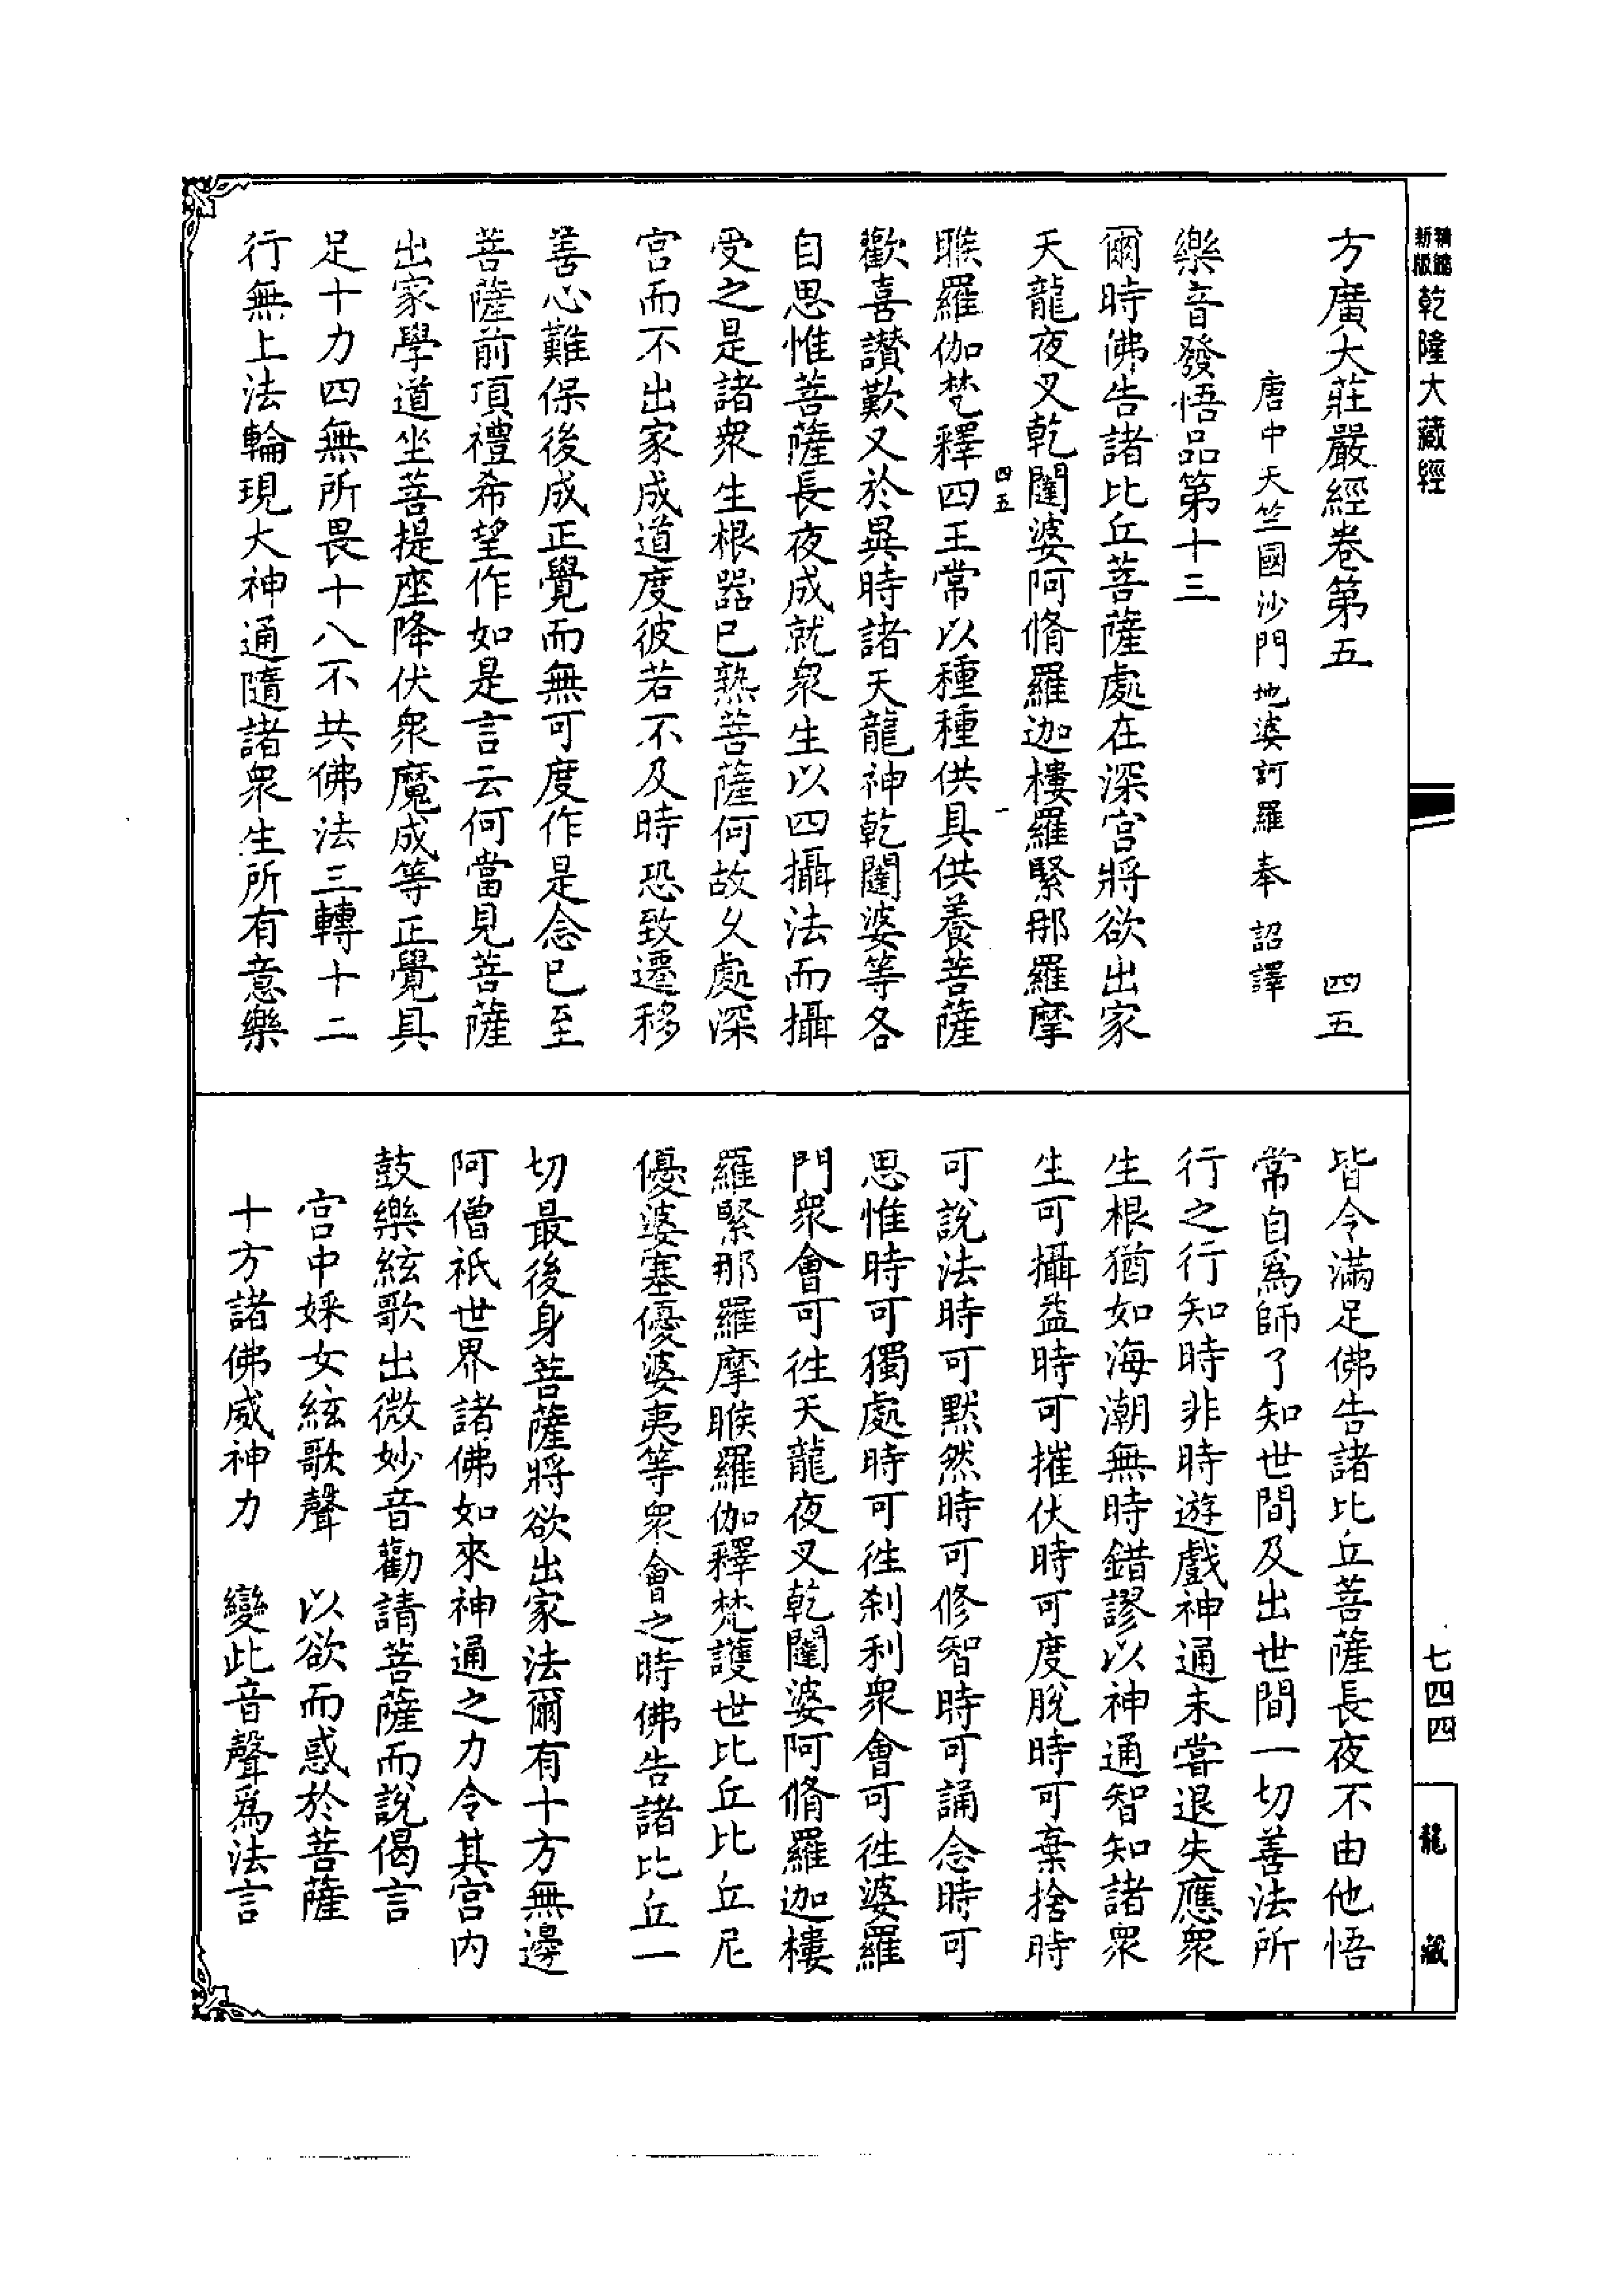 新編縮版 乾隆大藏經
方廣大莊嚴經卷第五 四五
唐中天竺國沙門地婆訶羅奉 詔譯
樂音發悟品第十三
爾時佛告諸比丘菩薩處在深宮將欲出家
天龍夜叉乾闥婆阿脩羅迦樓羅緊那羅摩
四五 一
睺羅伽梵釋四王常以種種供具供養菩薩
歡喜讚歎又於異時諸天龍神乾闥婆等各
自思惟菩薩長夜成就衆生以四攝法而攝
受之是諸衆生根器已熟菩薩何故久處深
宮而不出家成道度彼若不及時恐致遷移
善心難保後成正覺而無可度作是念已至
菩薩前頂禮希望作如是言云何當見菩薩
出家學道坐菩提座降伏衆魔成等正覺具
足十力四無所畏十八不共佛法三轉十二
行無上法輪現大神通隨諸衆生所有意樂
皆令滿足佛告諸比丘菩薩長夜不由他悟
常自爲師了知世間及出世間一切善法所
行之行知時非時遊戲神通未嘗退失應衆
生根猶如海潮無時錯謬以神通智知諸衆
生可攝益時可摧伏時可度脫時可棄捨時
可說法時可默然時可修智時可誦念時可
思惟時可獨處時可往剎利衆會可往婆羅
門衆會可往天龍夜叉乾闥婆阿脩羅迦樓
羅緊那羅摩睺羅伽釋梵護世比丘比丘尼
優婆塞優婆夷等衆會之時佛告諸比丘一
切最後身菩薩將欲出家法爾有十方無邊
阿僧祇世界諸佛如來神通之力令其宮內
鼓樂絃歌出微妙音勸請菩薩而說偈言
宮中婇女絃歌聲 以欲而惑於菩薩
十方諸佛威神力 變此音聲爲法言
七四四
龍藏